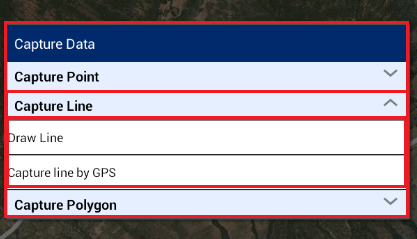 Capture Data
Capture Point
Capture Line
Draw Line
Capture line by GPS
Capture Polygon